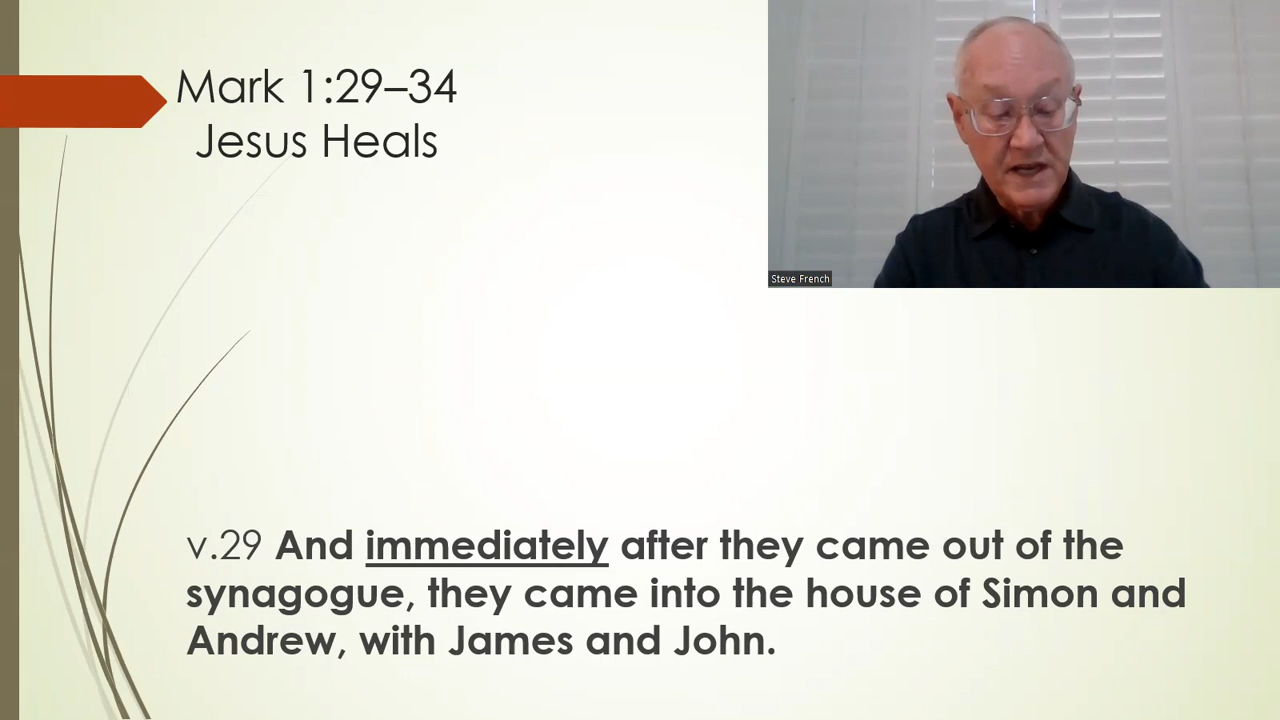 Mark 1:29–34
Jesus Heals
Steve French
v.29 And immediately after they came out of the
synagogue, they came into the house of Simon and
Andrew, with James and John.